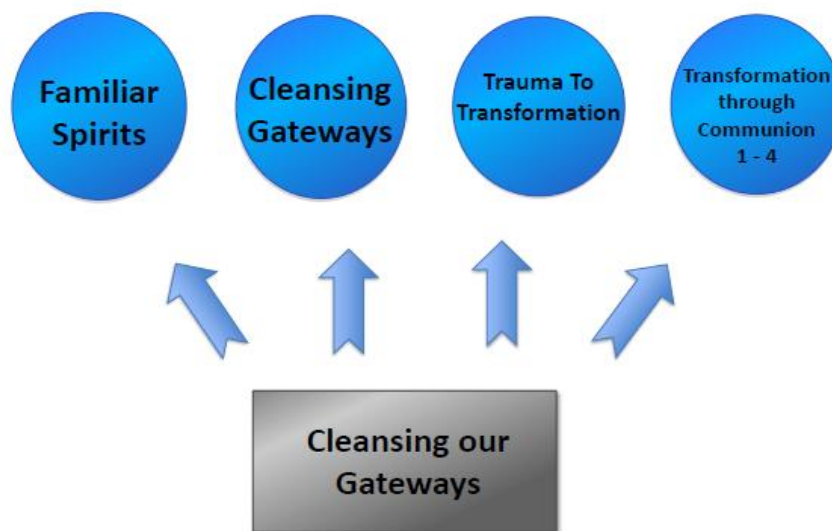 Familiar
Spirits
Cleansing
Gateways
Trauma To
Transformation
Transformation
through
Communion
1 - 4
Cleansing our
Gateways